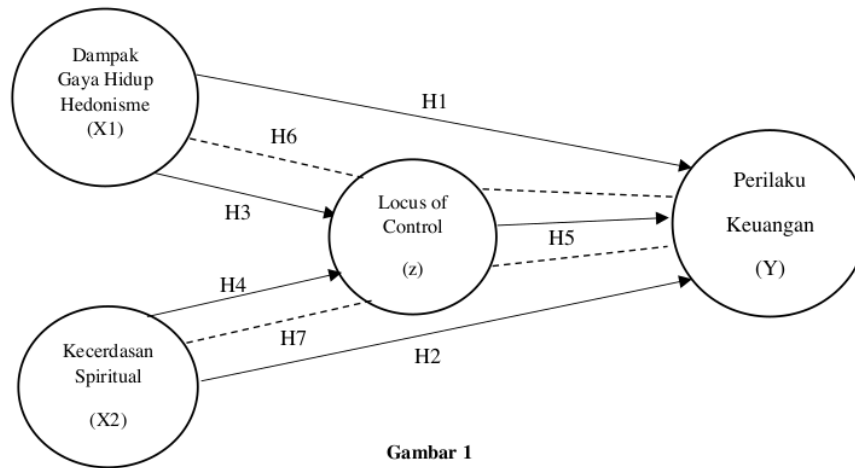 Dampak
Gaya Hidup
Hedonisme
(X1)
H1
H6
H3
Locus of
Control
(z)
H5
Perilaku
Keuangan
(Y)
H4
H7
H2
Kecerdasan
Spiritual
(X2)
Gambar 1